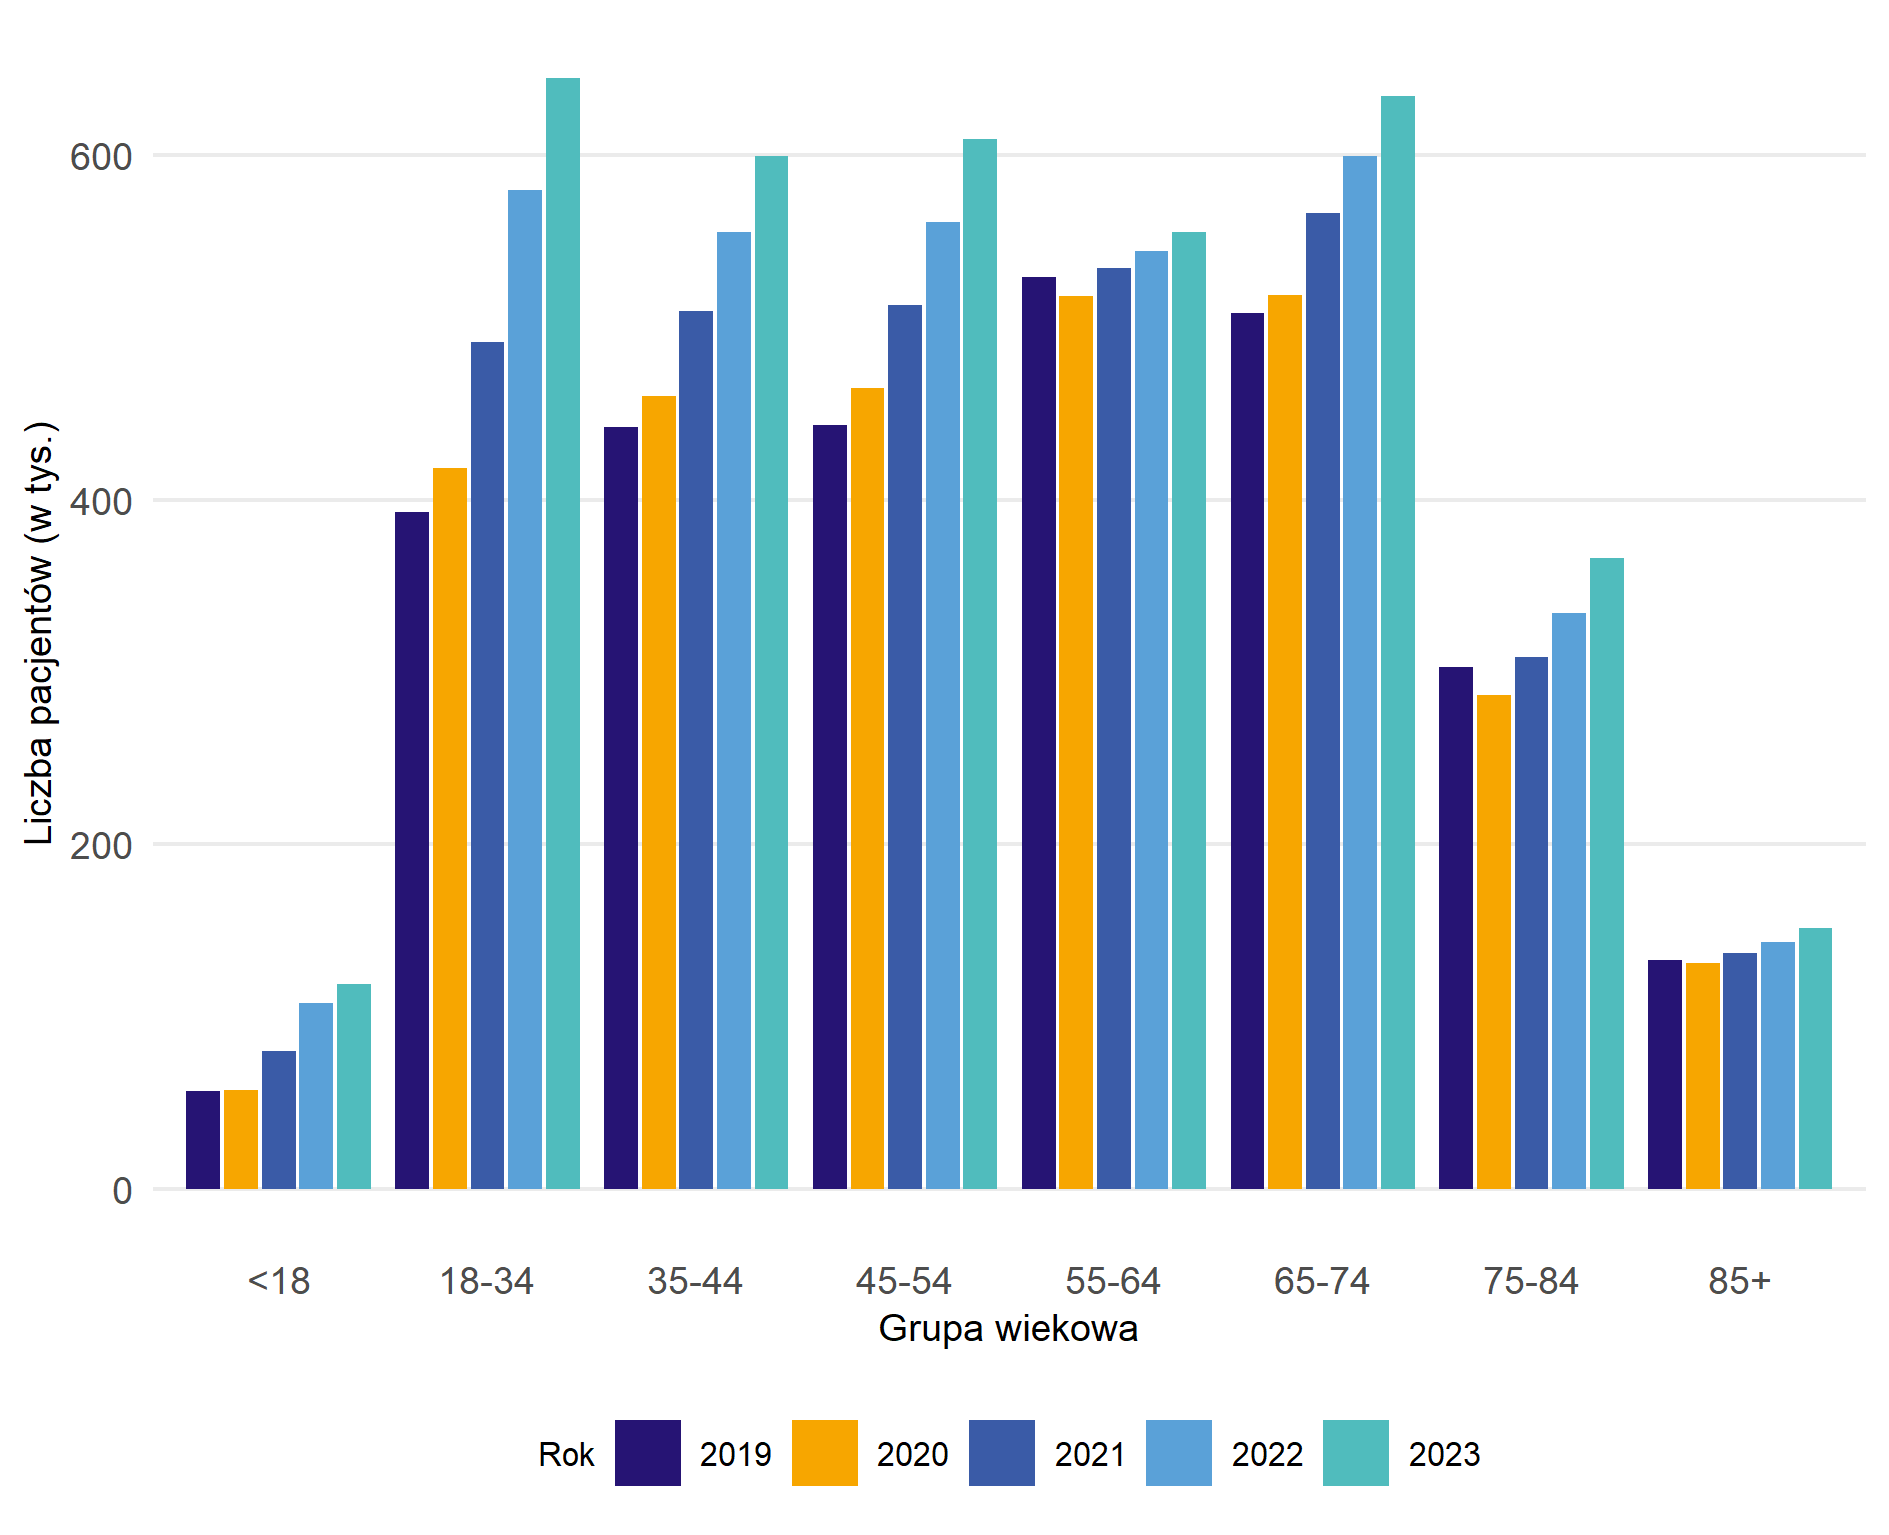 Liczba pacjentów (w tys.)
600
400
200
0
<18 18-34 35-44 45-54 55-64 65-74 75-84 85+
Grupa wiekowa
Rok 2019 2020 2021 2022 2023